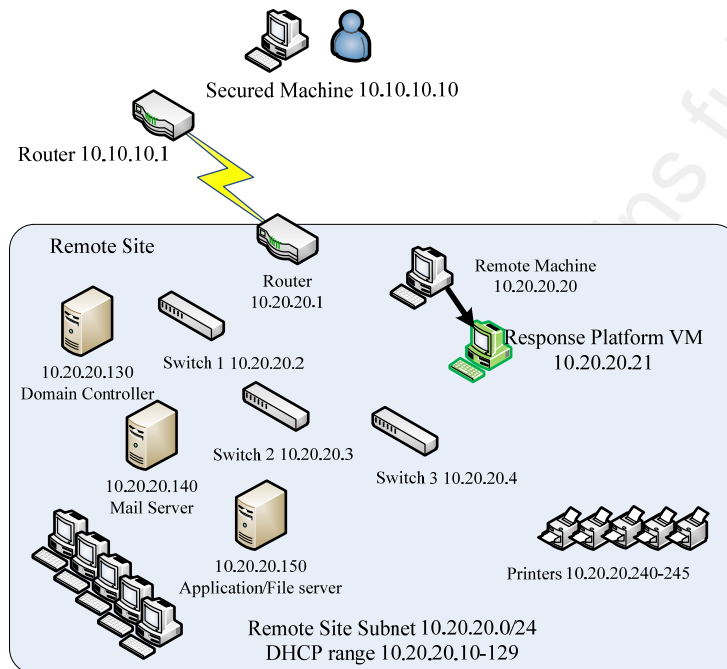 Secured Machine 10.10.10.10
Router 10.10.10.1
Remote Site
Router
10.20.20.1
Remote Machine
10.20.20.20
Response Platform VM
10.20.20.21
Switch 1 10.20.20.2
10.20.20.130
Domain Controller
Switch 2 10.20.20.3
Switch 3 10.20.20.4
10.20.20.140
Mail Server
10.20.20.150
Application/File server
Printers 10.20.20.240-245
Remote Site Subnet 10.20.20.0/24
DHCP range 10.20.20.10-129